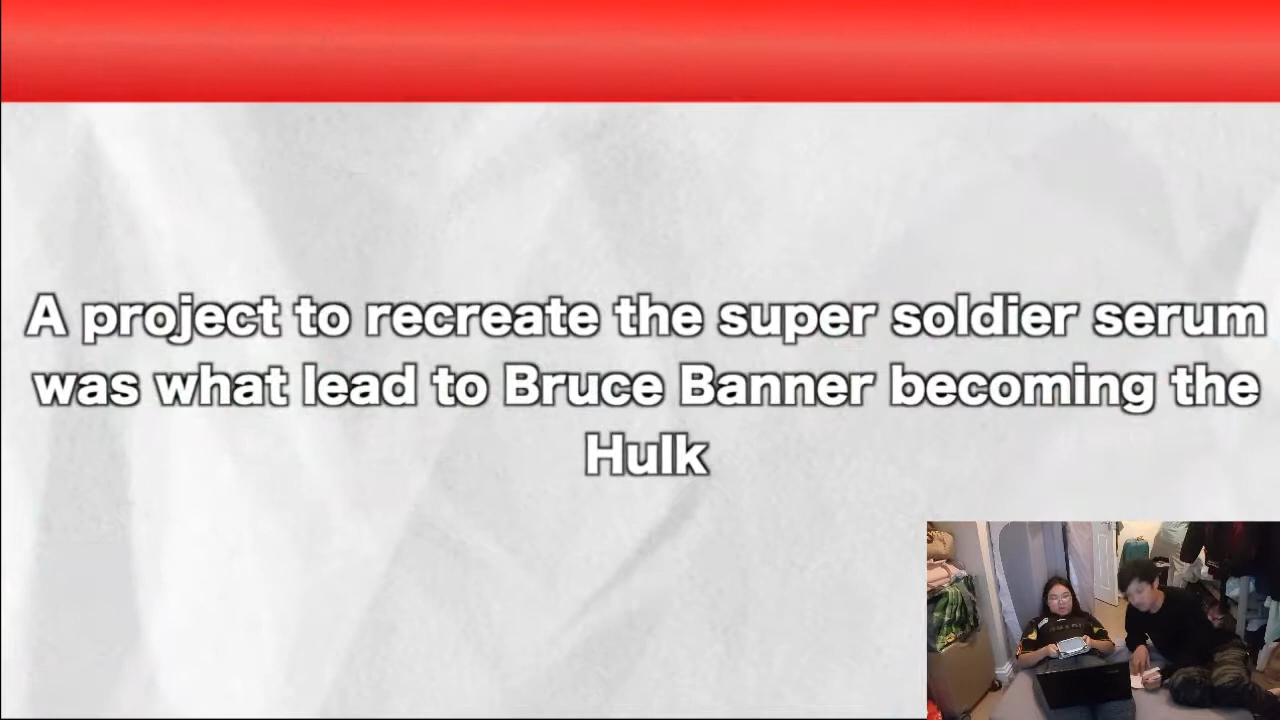 A project to recreate the super soldier serum
was what lead to Bruce Banner becoming the
Hulk